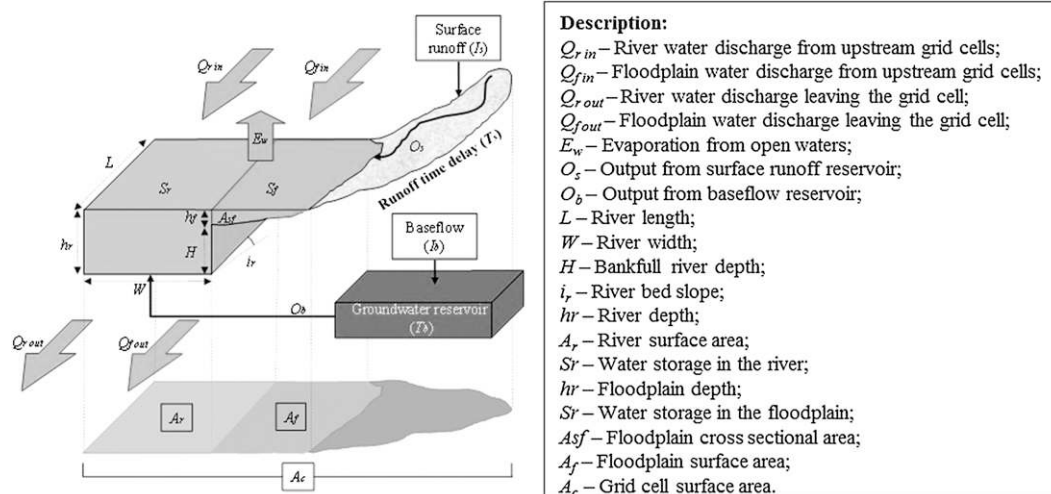 Surface
runoff (Is)
Qr in
Qf in
Ew
L
Os
Sr
Sf
Runoff time delay (Ts)
hf
Asf
Baseflow
(Ib)
hr
H
ir
W
Groundwater reservoir
(Tb)
Ob
Qr out
Qf out
Ar
Af
Ac
Description:
Qr in – River water discharge from upstream grid cells;
Qfin – Floodplain water discharge from upstream grid cells;
Qr out – River water discharge leaving the grid cell;
Qfout – Floodplain water discharge leaving the grid cell;
Ew – Evaporation from open waters;
Os – Output from surface runoff reservoir;
Ob – Output from baseflow reservoir;
L – River length;
W – River width;
H – Bankfull river depth;
ir – River bed slope;
hr – River depth;
Ar – River surface area;
Sr – Water storage in the river;
hr – Floodplain depth;
Sr – Water storage in the floodplain;
Asf – Floodplain cross sectional area;
Af – Floodplain surface area;
Ac – Grid cell surface area.